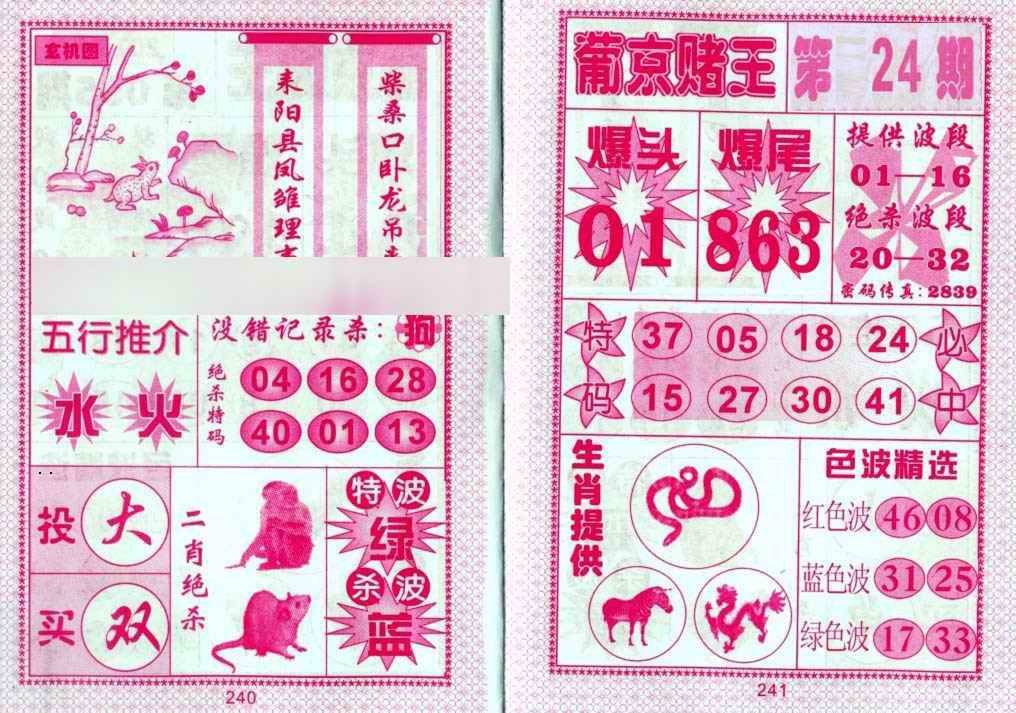 玄机图
耒阳县凤雏理
柴桑口卧龙吊
五行推介
水 火
没错记录杀：狗
绝杀特码
04 16 28
40 01 13
投 大
买 双
二肖绝杀
特波
绿
杀波
蓝
240
葡京赌王
第 24 期
爆头
01
爆尾
863
提供波段
01—16
绝杀波段
20—32
密码传真：2839
特码
37 05 18 24
15 27 30 41
必中
生肖提供
色波精选
红色波 46 08
蓝色波 31 25
绿色波 17 33
241